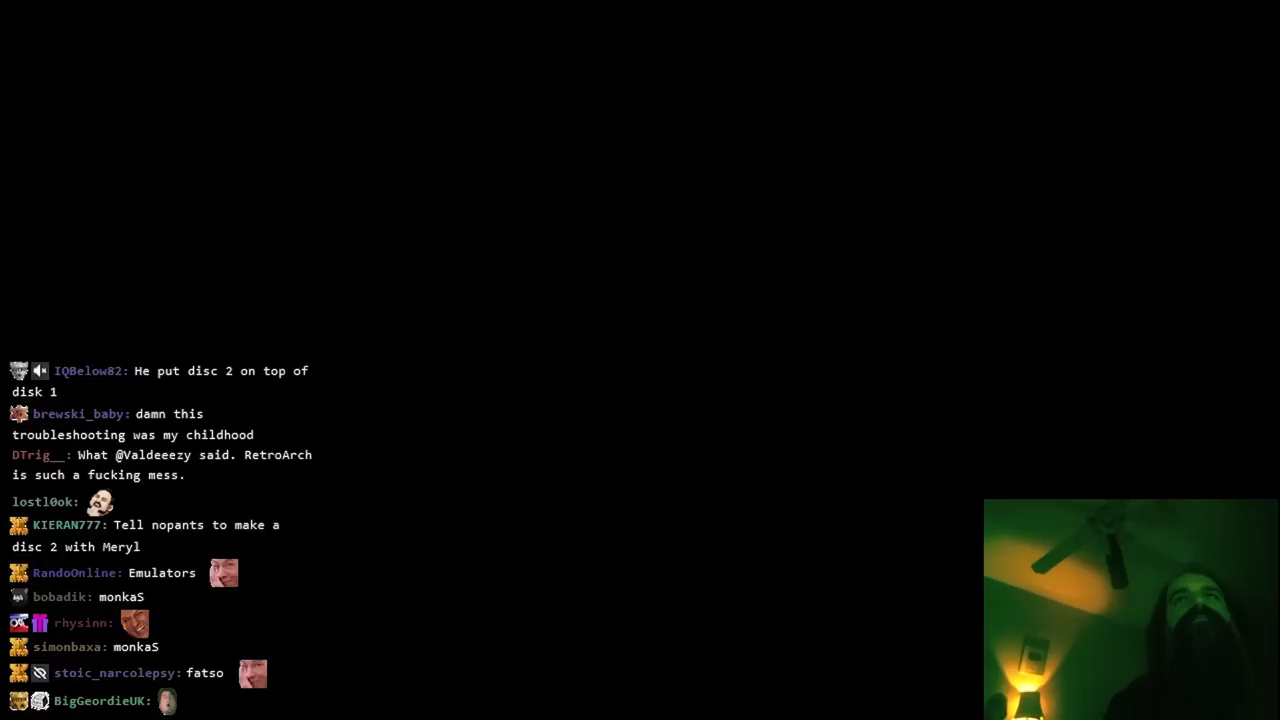 IQBelow82: He put disc 2 on top of
disk 1
brewski_baby: damn this
troubleshooting was my childhood
DTrig__: What @Valdeeezy said. RetroArch
is such a fucking mess.
lostl0ok:
KIERAN777: Tell nopants to make a
disc 2 with Meryl
RandoOnline: Emulators
bobadik: monkaS
rhysinn:
simonbaxa: monkaS
stoic_narcolepsy: fatso
BigGeordieUK: